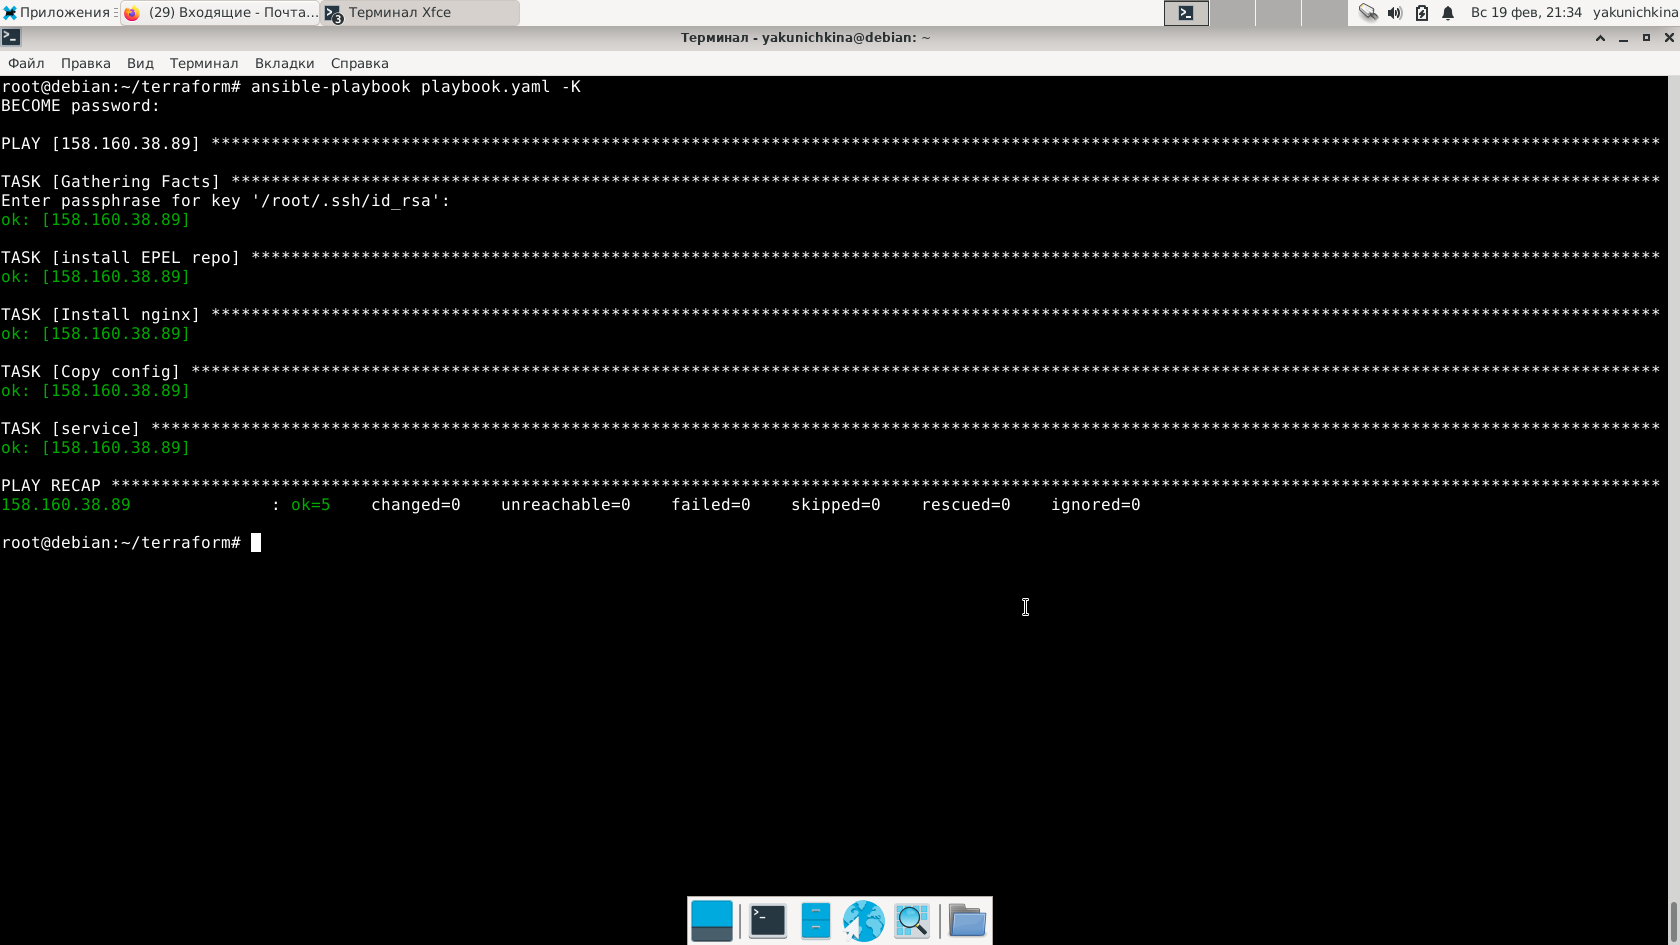 Приложения
(29) Входящие - Почта...
3
Терминал Xfce
Вс 19 фев, 21:34
yakunichkina
Терминал - yakunichkina@debian: ~
Файл Правка Вид Терминал Вкладки Справка
root@debian:~/terraform# ansible-playbook playbook.yaml -K
BECOME password:
PLAY [158.160.38.89] *************************************************************************************************************************************************
TASK [Gathering Facts] ***********************************************************************************************************************************************
Enter passphrase for key '/root/.ssh/id_rsa':
ok: [158.160.38.89]
TASK [install EPEL repo] *********************************************************************************************************************************************
ok: [158.160.38.89]
TASK [Install nginx] *************************************************************************************************************************************************
ok: [158.160.38.89]
TASK [Copy config] ***************************************************************************************************************************************************
ok: [158.160.38.89]
TASK [service] *******************************************************************************************************************************************************
ok: [158.160.38.89]
PLAY RECAP ***********************************************************************************************************************************************************
158.160.38.89              : ok=5    changed=0    unreachable=0    failed=0    skipped=0    rescued=0    ignored=0
root@debian:~/terraform#